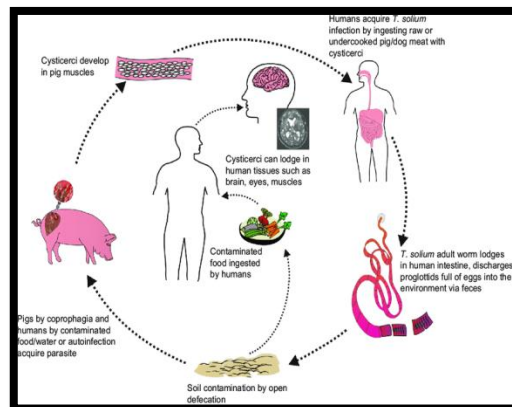 Humans acquire T. solium
infection by ingesting raw or
undercooked pig/dog meat with
cysticerci
Cysticerci develop
in pig muscles
Cysticerci can lodge in
human tissues such as
brain, eyes, muscles
Contaminated
food ingested
by humans
T. solium adult worm lodges
in human intestine, discharges
proglottids full of eggs into the
environment via feces
Pigs by coprophagia and
humans by contaminated
food/water or autoinfection
acquire parasite
Soil contamination by open
defecation